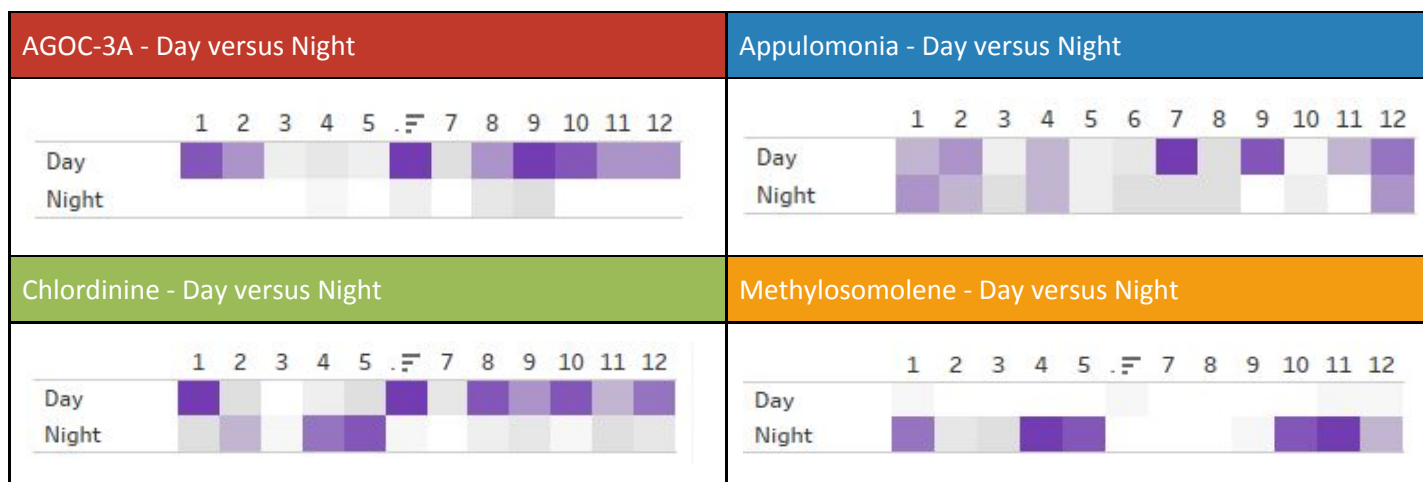 AGOC-3A - Day versus Night
1 2 3 4 5 . 7 8 9 10 11 12
Day
Night
Appulomonia - Day versus Night
1 2 3 4 5 6 7 8 9 10 11 12
Day
Night
Chlordinine - Day versus Night
1 2 3 4 5 . 7 8 9 10 11 12
Day
Night
Methylosomolene - Day versus Night
1 2 3 4 5 . 7 8 9 10 11 12
Day
Night